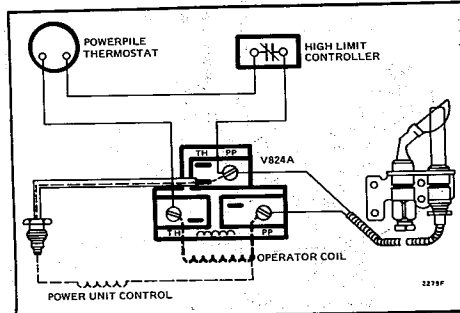 POWERPILE
THERMOSTAT
HIGH LIMIT
CONTROLLER
TH PP
V824A
TH PP
OPERATOR COIL
POWER UNIT CONTROL
2279F